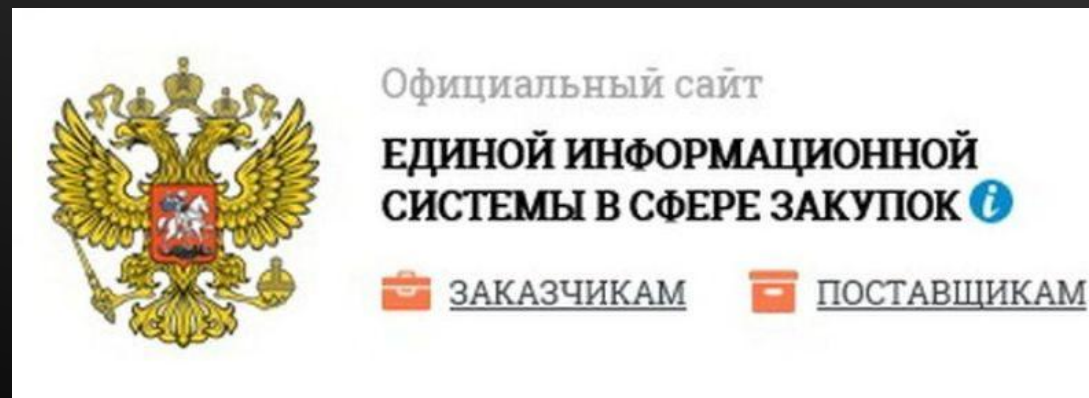 Официальный сайт
ЕДИНОЙ ИНФОРМАЦИОННОЙ
СИСТЕМЫ В СФЕРЕ ЗАКУПОК i
ЗАКАЗЧИКАМ ПОСТАВЩИКАМ